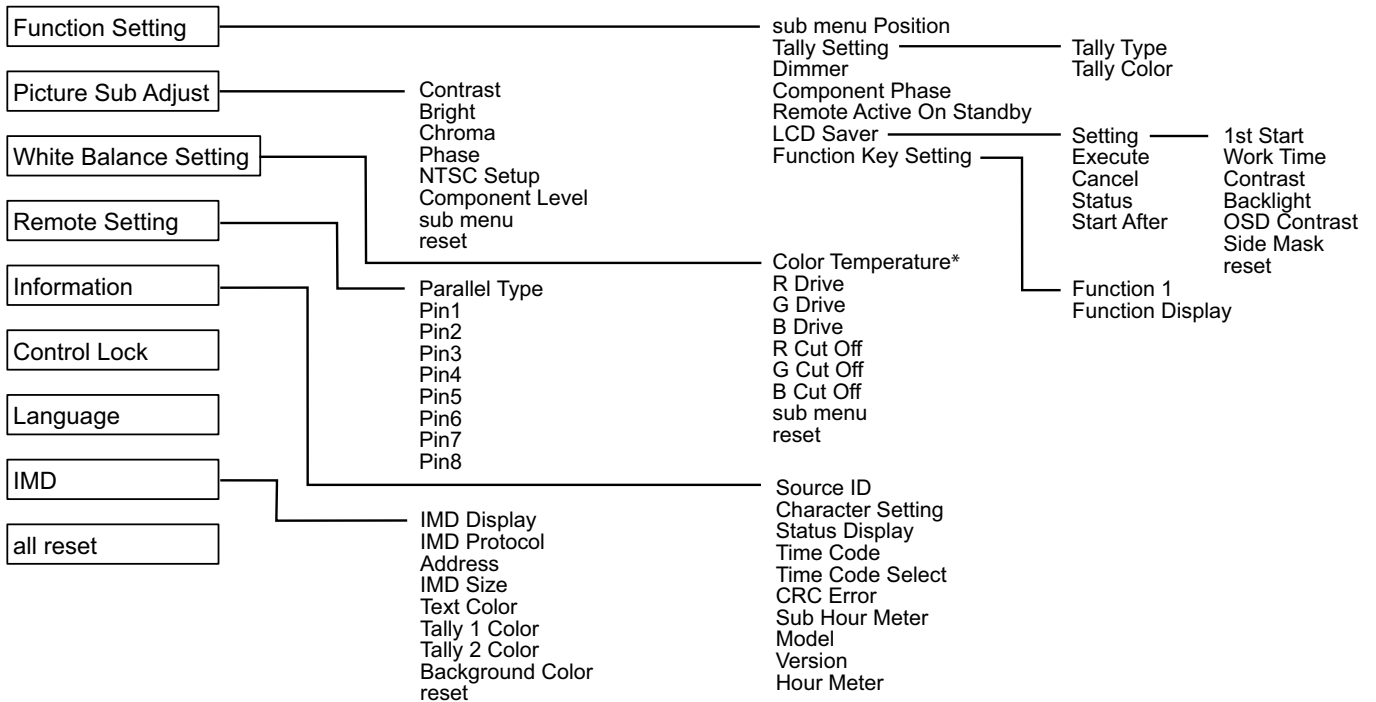 Function Setting
Picture Sub Adjust
White Balance Setting
Remote Setting
Information
Control Lock
Language
IMD
all reset
Contrast
Bright
Chroma
Phase
NTSC Setup
Component Level
sub menu
reset
Parallel Type
Pin1
Pin2
Pin3
Pin4
Pin5
Pin6
Pin7
Pin8
IMD Display
IMD Protocol
Address
IMD Size
Text Color
Tally 1 Color
Tally 2 Color
Background Color
reset
sub menu Position
Tally Setting
Dimmer
Component Phase
Remote Active On Standby
LCD Saver
Function Key Setting
Color Temperature*
R Drive
G Drive
B Drive
R Cut Off
G Cut Off
B Cut Off
sub menu
reset
Source ID
Character Setting
Status Display
Time Code
Time Code Select
CRC Error
Sub Hour Meter
Model
Version
Hour Meter
Tally Type
Tally Color
Setting
Execute
Cancel
Status
Start After
Function 1
Function Display
1st Start
Work Time
Contrast
Backlight
OSD Contrast
Side Mask
reset